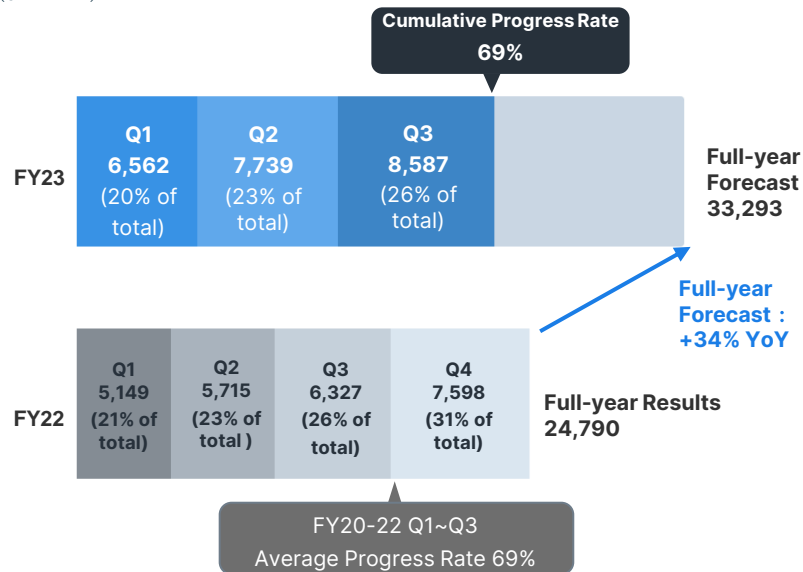 Cumulative Progress Rate
69%
FY23
Q1
6,562
(20% of
total)
Q2
7,739
(23% of
total)
Q3
8,587
(26% of
total)
Full-year
Forecast
33,293
Full-year
Forecast：
+34% YoY
FY22
Q1
5,149
(21% of
total)
Q2
5,715
(23% of
total )
Q3
6,327
(26% of
total)
Q4
7,598
(31% of
total)
Full-year Results
24,790
FY20-22 Q1~Q3
Average Progress Rate 69%